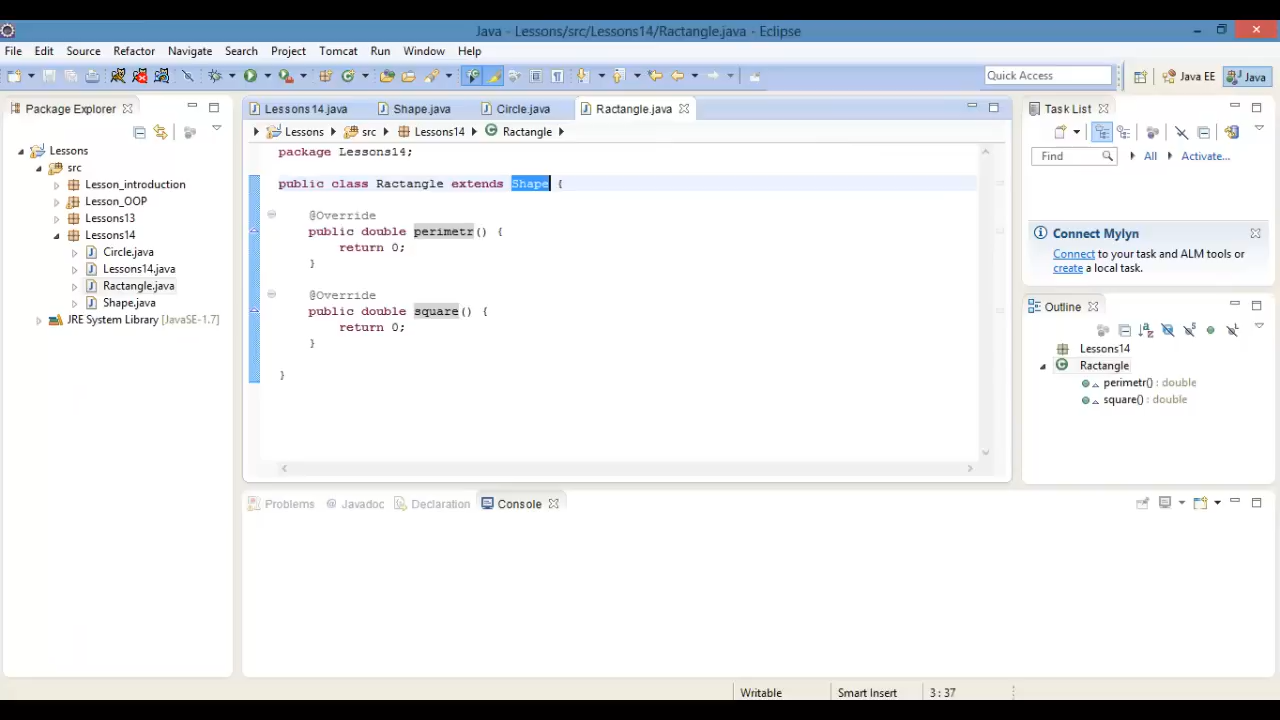 Java - Lessons/src/Lessons14/Ractangle.java - Eclipse
File Edit Source Refactor Navigate Search Project Tomcat Run Window Help
Quick Access
Java EE
Java
Package Explorer
Lessons
src
Lesson_introduction
Lesson_OOP
Lessons13
Lessons14
Circle.java
Lessons14.java
Ractangle.java
Shape.java
JRE System Library [JavaSE-1.7]
Lessons14.java Shape.java Circle.java Ractangle.java
Lessons src Lessons14 Ractangle
package Lessons14;
public class Ractangle extends Shape {
@Override
public double perimetr() {
return 0;
}
@Override
public double square() {
return 0;
}
}
Task List
Find All Activate...
Connect Mylyn
Connect to your task and ALM tools or
create a local task.
Outline
Lessons14
Ractangle
perimetr() : double
square() : double
Problems @ Javadoc Declaration Console
Writable Smart Insert 3 : 37